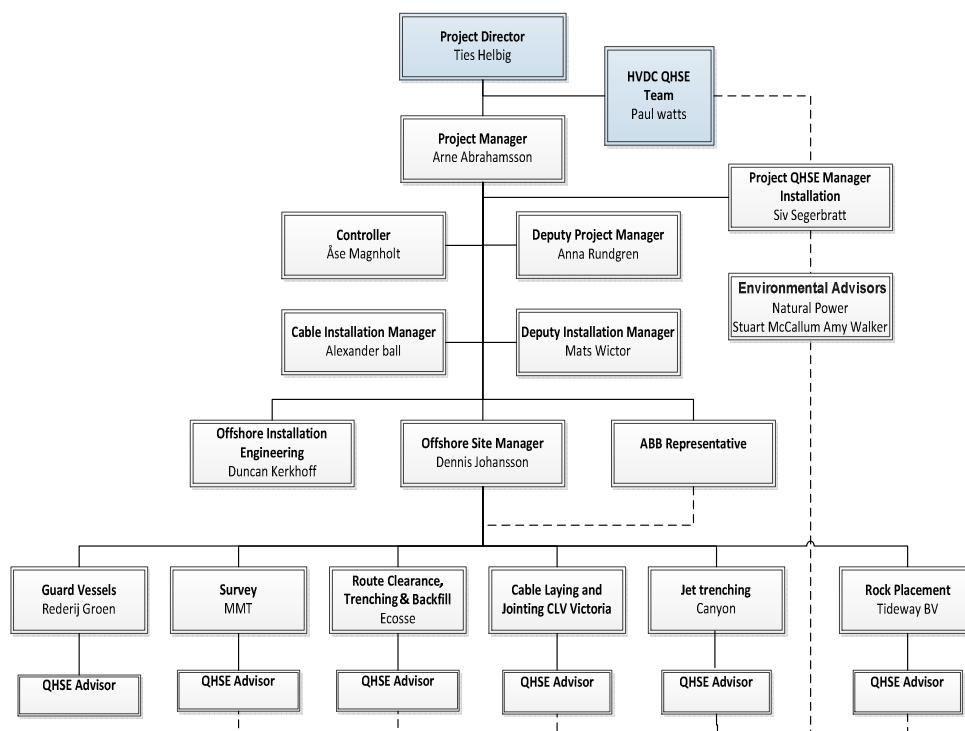 Project Director
Ties Helbig
HVDC QHSE
Team
Paul watts
Project Manager
Arne Abrahamsson
Project QHSE Manager
Installation
Siv Segerbratt
Controller
Åse Magnholt
Deputy Project Manager
Anna Rundgren
Environmental Advisors
Natural Power
Stuart McCallum Amy Walker
Cable Installation Manager
Alexander ball
Deputy Installation Manager
Mats Wictor
Offshore Installation
Engineering
Duncan Kerkhoff
Offshore Site Manager
Dennis Johansson
ABB Representative
Guard Vessels
Rederij Groen
Survey
MMT
Route Clearance,
Trenching & Backfill
Ecosse
Cable Laying and
Jointing CLV Victoria
Jet trenching
Canyon
Rock Placement
Tideway BV
QHSE Advisor
QHSE Advisor
QHSE Advisor
QHSE Advisor
QHSE Advisor
QHSE Advisor